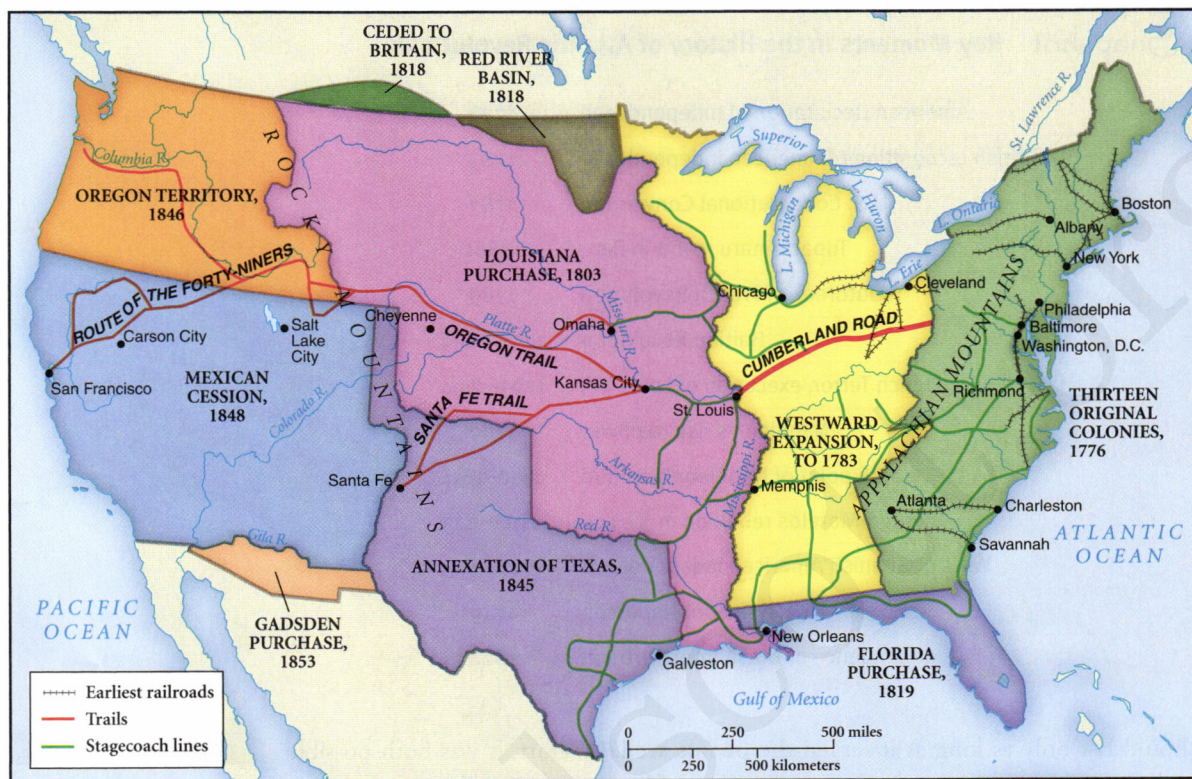 CEDED TO
BRITAIN,
1818
RED RIVER
BASIN,
1818
St. Lawrence R.
L. Superior
L. Michigan
L. Huron
L. Ontario
L. Erie
Columbia R.
OREGON TERRITORY,
1846
ROCKY MOUNTAINS
LOUISIANA
PURCHASE, 1803
Boston
Albany
New York
Cleveland
Chicago
Philadelphia
Baltimore
Washington, D.C.
ROUTE OF THE FORTY-NINERS
Carson City
Salt
Lake
City
Cheyenne
Platte R.
OREGON TRAIL
Omaha
Missouri R.
CUMBERLAND ROAD
APPALACHIAN MOUNTAINS
San Francisco
MEXICAN
CESSION,
1848
Colorado R.
SANTA FE TRAIL
Kansas City
St. Louis
Richmond
THIRTEEN
ORIGINAL
COLONIES,
1776
WESTWARD
EXPANSION,
TO 1783
Santa Fe
Arkansas R.
Mississippi R.
Memphis
Atlanta
Charleston
Savannah
ATLANTIC
OCEAN
Gila R.
Red R.
ANNEXATION OF TEXAS,
1845
PACIFIC
OCEAN
GADSDEN
PURCHASE,
1853
New Orleans
Galveston
FLORIDA
PURCHASE,
1819
Gulf of Mexico
Earliest railroads
Trails
Stagecoach lines
0 250 500 miles
0 250 500 kilometers